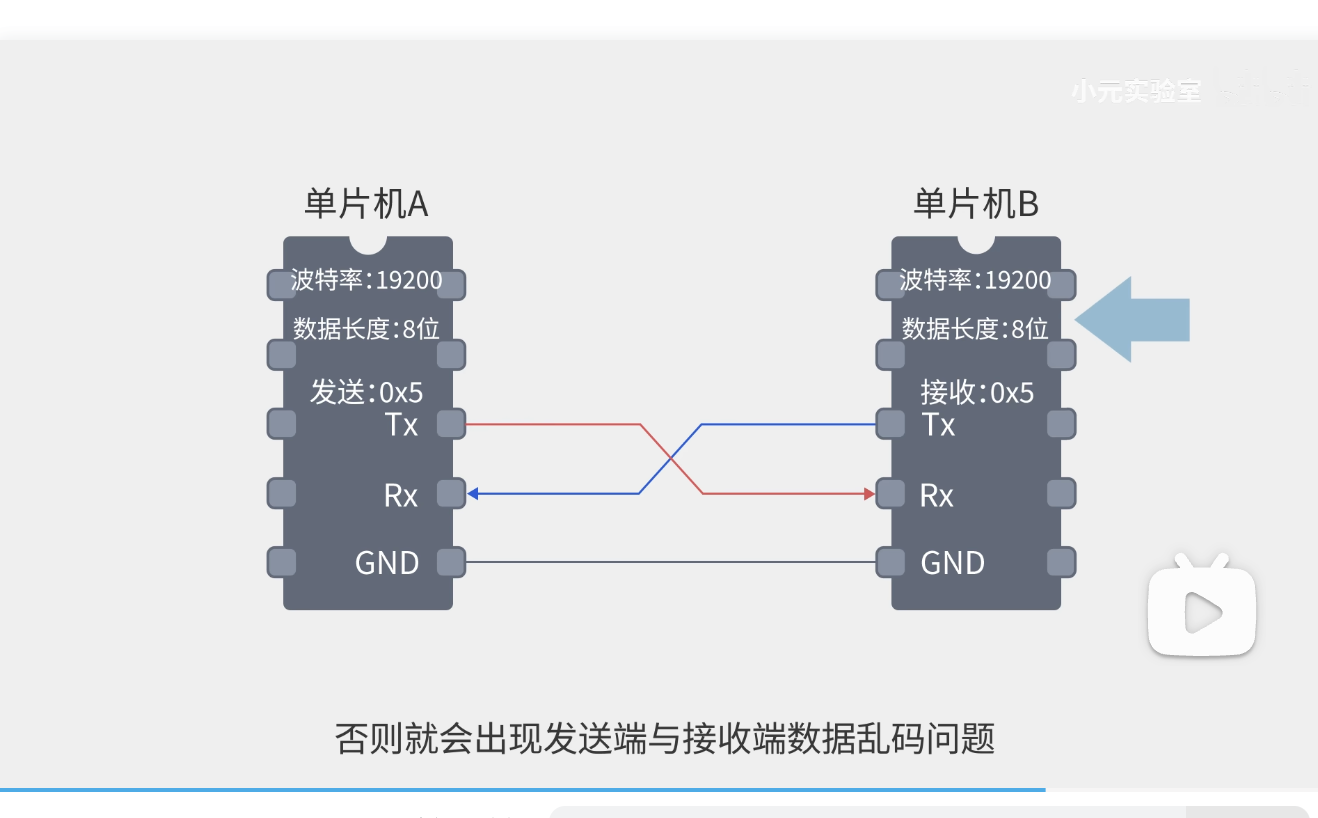 小元实验室
单片机A
单片机B
波特率:19200
数据长度:8位
发送:0x5
Tx
Rx
GND
波特率:19200
数据长度:8位
接收:0x5
Tx
Rx
GND
否则就会出现发送端与接收端数据乱码问题